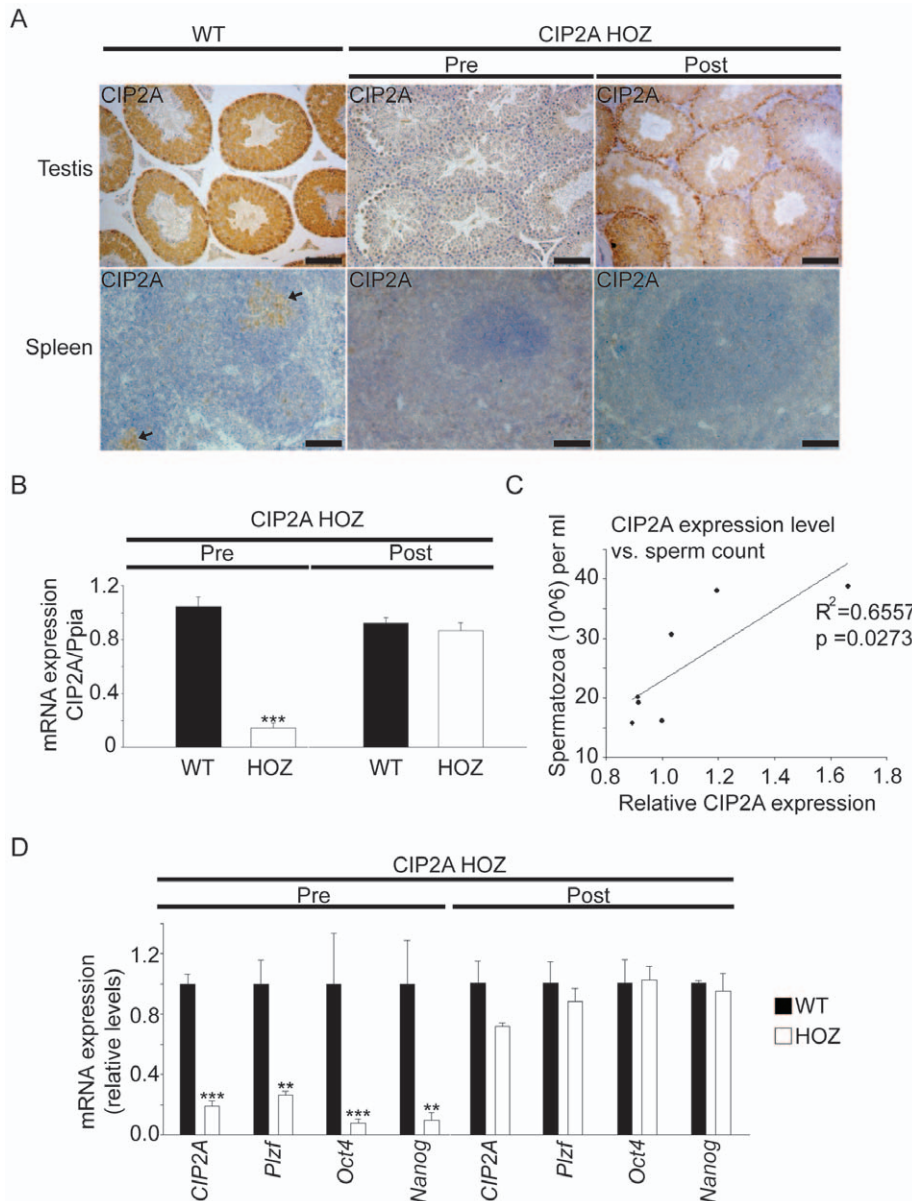 A
WT
CIP2A HOZ
Pre
Post
CIP2A
CIP2A
CIP2A
Testis
CIP2A
CIP2A
CIP2A
Spleen
B
CIP2A HOZ
Pre
Post
mRNA expression
CIP2A/Ppia
1.2
0.8
0.4
0
***
WT
HOZ
WT
HOZ
C
CIP2A expression level
vs. sperm count
Spermatozoa (10^6) per ml
40
30
20
10
R²=0.6557
p =0.0273
0.8
1.0
1.2
1.4
1.6
1.8
Relative CIP2A expression
D
CIP2A HOZ
Pre
Post
mRNA expression
(relative levels)
1.2
0.8
0.4
0.0
***
**
***
**
WT
HOZ
CIP2A
Plzf
Oct4
Nanog
CIP2A
Plzf
Oct4
Nanog